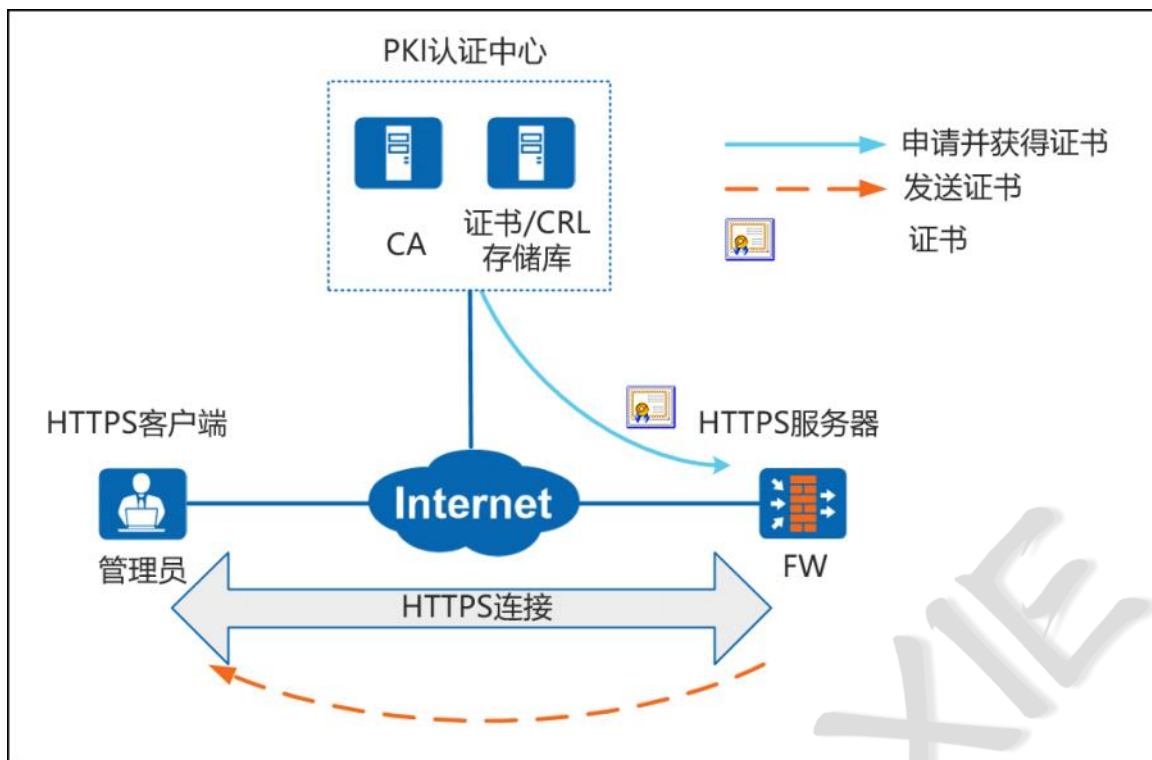 PKI认证中心
CA
证书/CRL
存储库
申请并获得证书
发送证书
证书
HTTPS客户端
HTTPS服务器
Internet
管理员
FW
HTTPS连接
XIE